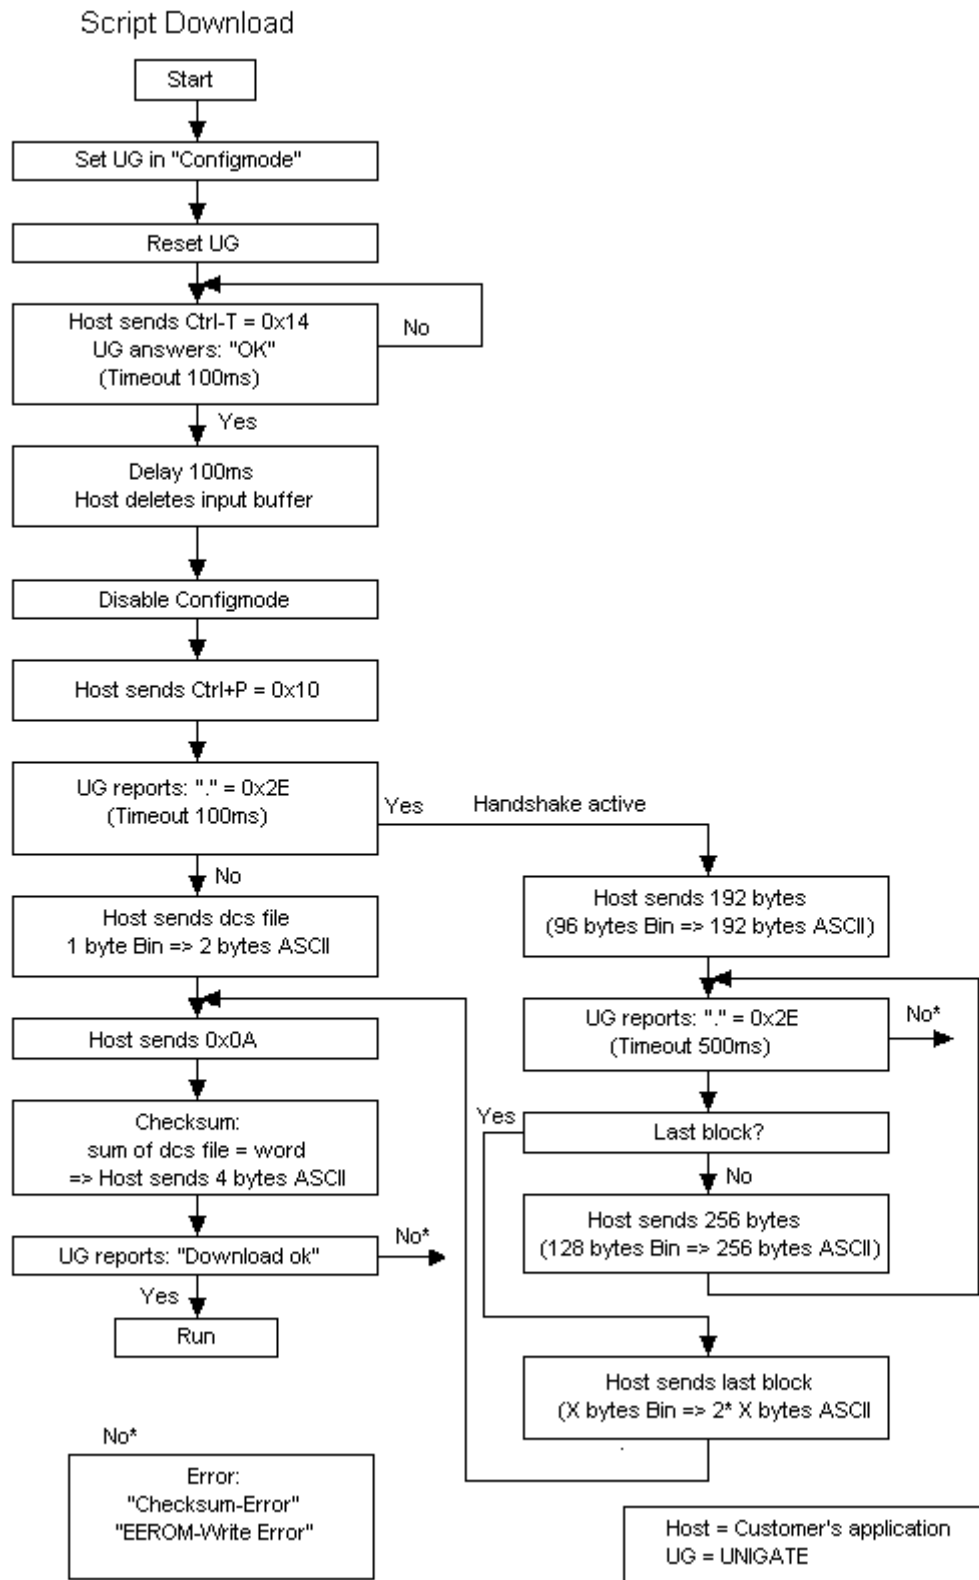 Script Download
Start
Set UG in "Configmode"
Reset UG
Host sends Ctrl-T = 0x14
UG answers: "OK"
(Timeout 100ms)
No
Yes
Delay 100ms
Host deletes input buffer
Disable Configmode
Host sends Ctrl+P = 0x10
UG reports: "." = 0x2E
(Timeout 100ms)
Yes
Handshake active
No
Host sends dcs file
1 byte Bin => 2 bytes ASCII
Host sends 0x0A
Checksum:
sum of dcs file = word
=> Host sends 4 bytes ASCII
UG reports: "Download ok"
No*
Yes
Run
Host sends 192 bytes
(96 bytes Bin => 192 bytes ASCII)
UG reports: "." = 0x2E
(Timeout 500ms)
No*
Yes
Last block?
No
Host sends 256 bytes
(128 bytes Bin => 256 bytes ASCII)
Host sends last block
(X bytes Bin => 2* X bytes ASCII
No*
Error:
"Checksum-Error"
"EEROM-Write Error"
Host = Customer's application
UG = UNIGATE